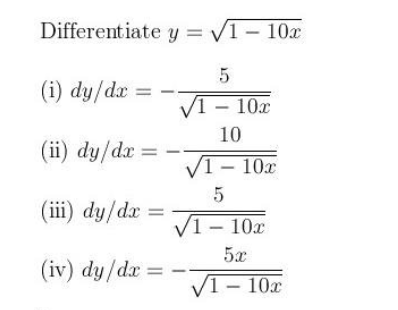 Differentiate y = √1 − 10x
(i) dy/dx = − 5/√1 − 10x
(ii) dy/dx = − 10/√1 − 10x
(iii) dy/dx = 5/√1 − 10x
(iv) dy/dx = − 5x/√1 − 10x